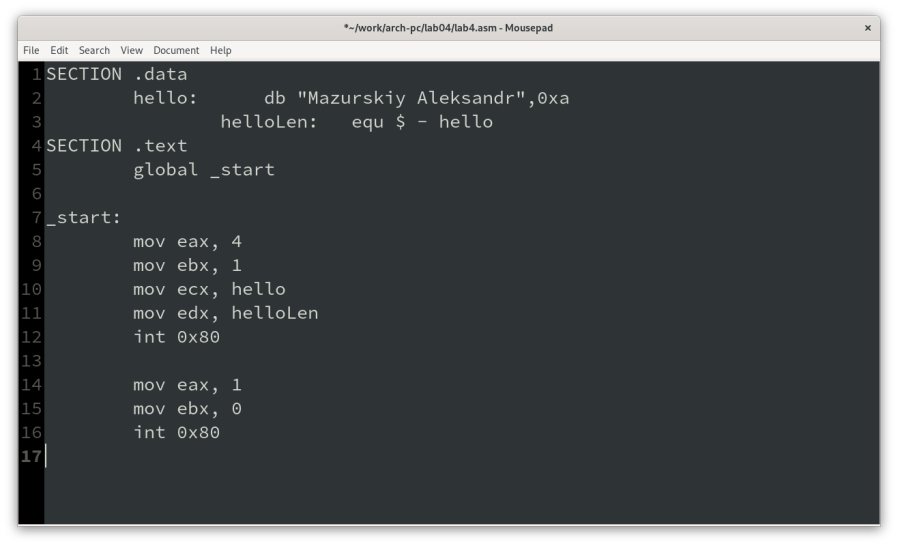 *~/work/arch-pc/lab04/lab4.asm - Mousepad
File Edit Search View Document Help
1 SECTION .data
2 hello: db "Mazurskiy Aleksandr",0xa
3 helloLen: equ $ - hello
4 SECTION .text
5 global _start
6
7 _start:
8 mov eax, 4
9 mov ebx, 1
10 mov ecx, hello
11 mov edx, helloLen
12 int 0x80
13
14 mov eax, 1
15 mov ebx, 0
16 int 0x80
17